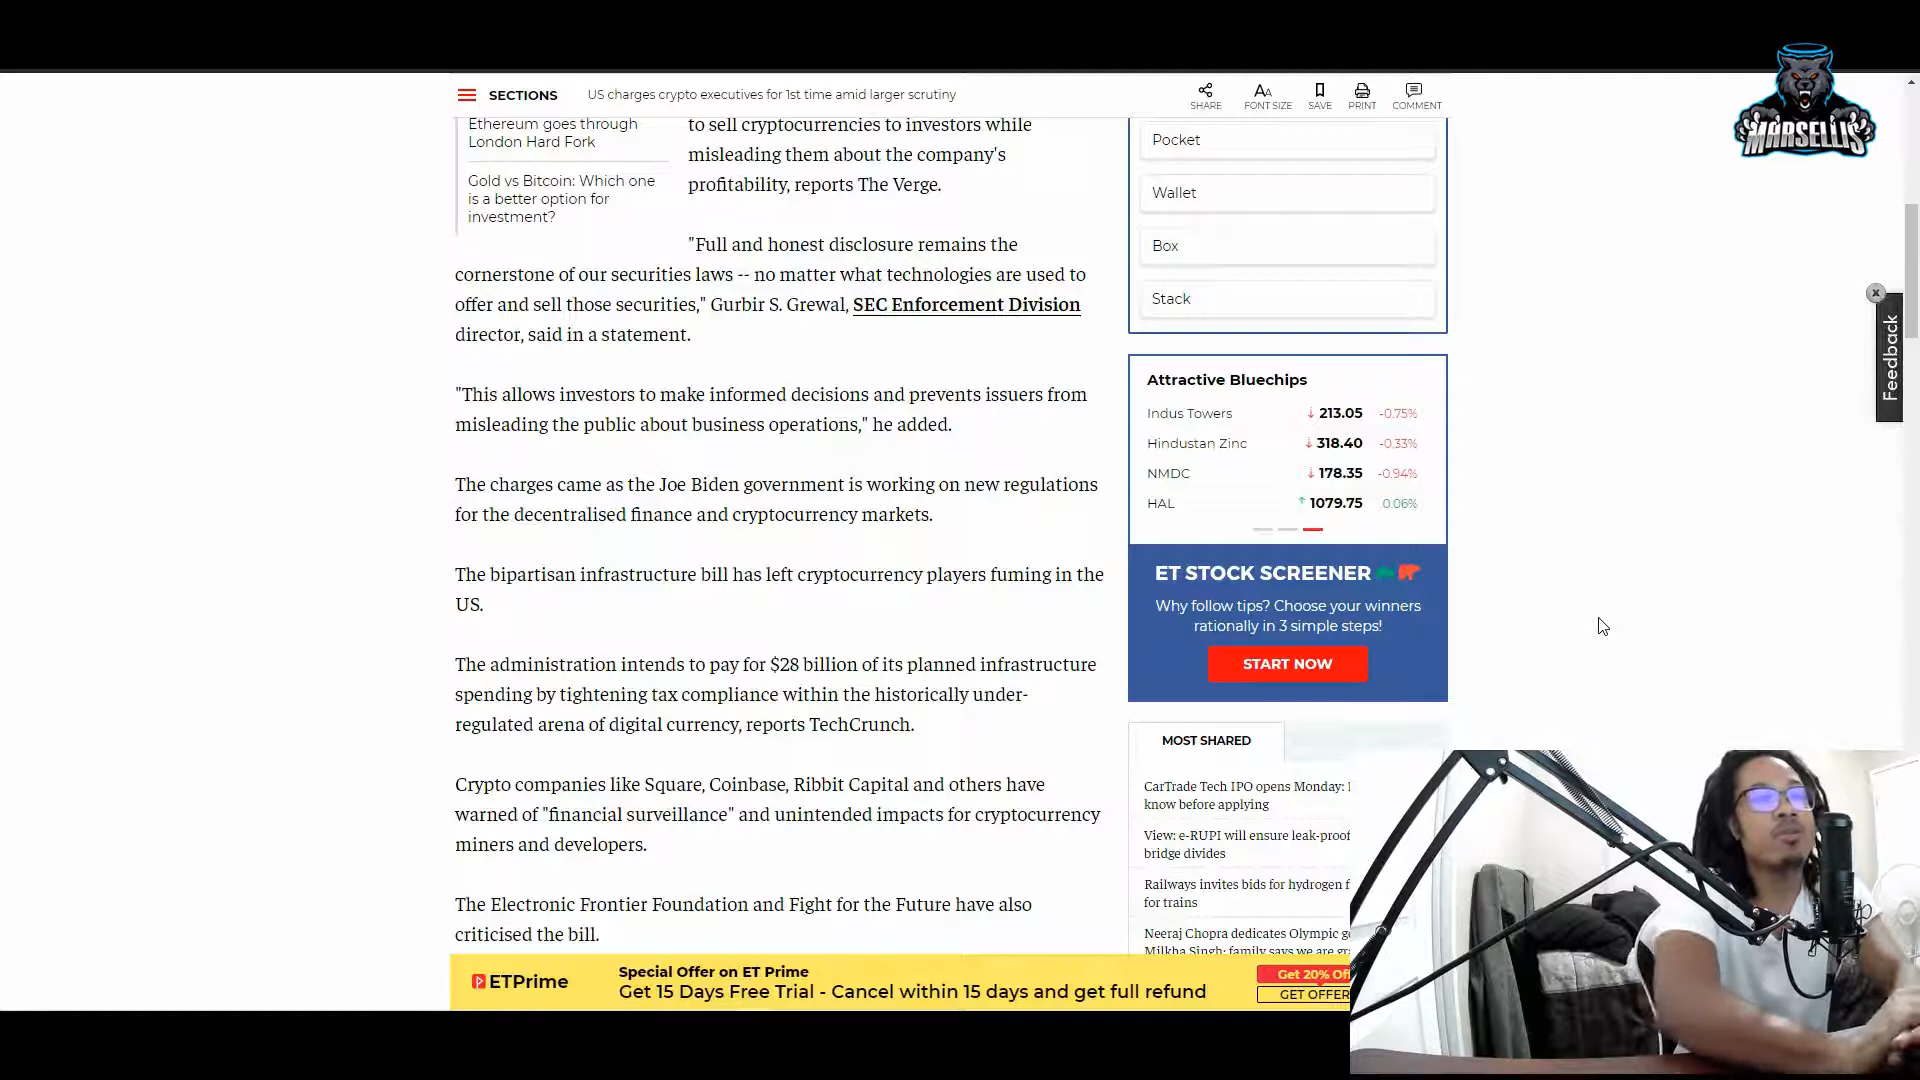 SECTIONS
US charges crypto executives for 1st time amid larger scrutiny
SHARE
FONT SIZE
SAVE
PRINT
COMMENT
MARSELLIS
Ethereum goes through
London Hard Fork
Gold vs Bitcoin: Which one
is a better option for
investment?
to sell cryptocurrencies to investors while
misleading them about the company's
profitability, reports The Verge.
"Full and honest disclosure remains the
cornerstone of our securities laws -- no matter what technologies are used to
offer and sell those securities," Gurbir S. Grewal, SEC Enforcement Division
director, said in a statement.
"This allows investors to make informed decisions and prevents issuers from
misleading the public about business operations," he added.
The charges came as the Joe Biden government is working on new regulations
for the decentralised finance and cryptocurrency markets.
The bipartisan infrastructure bill has left cryptocurrency players fuming in the
US.
The administration intends to pay for $28 billion of its planned infrastructure
spending by tightening tax compliance within the historically under-
regulated arena of digital currency, reports TechCrunch.
Crypto companies like Square, Coinbase, Ribbit Capital and others have
warned of "financial surveillance" and unintended impacts for cryptocurrency
miners and developers.
The Electronic Frontier Foundation and Fight for the Future have also
criticised the bill.
Pocket
Wallet
Box
Stack
Attractive Bluechips
Indus Towers ↓ 213.05 -0.75%
Hindustan Zinc ↓ 318.40 -0.33%
NMDC ↓ 178.35 -0.94%
HAL ↑ 1079.75 0.06%
ET STOCK SCREENER
Why follow tips? Choose your winners
rationally in 3 simple steps!
START NOW
MOST SHARED
CarTrade Tech IPO opens Monday:
know before applying
View: e-RUPI will ensure leak-proof
bridge divides
Railways invites bids for hydrogen
for trains
Neeraj Chopra dedicates Olympic
Milkha Singh; family says we are
x
Feedback
ETPrime
Special Offer on ET Prime
Get 15 Days Free Trial - Cancel within 15 days and get full refund
Get 20% Off
GET OFFER